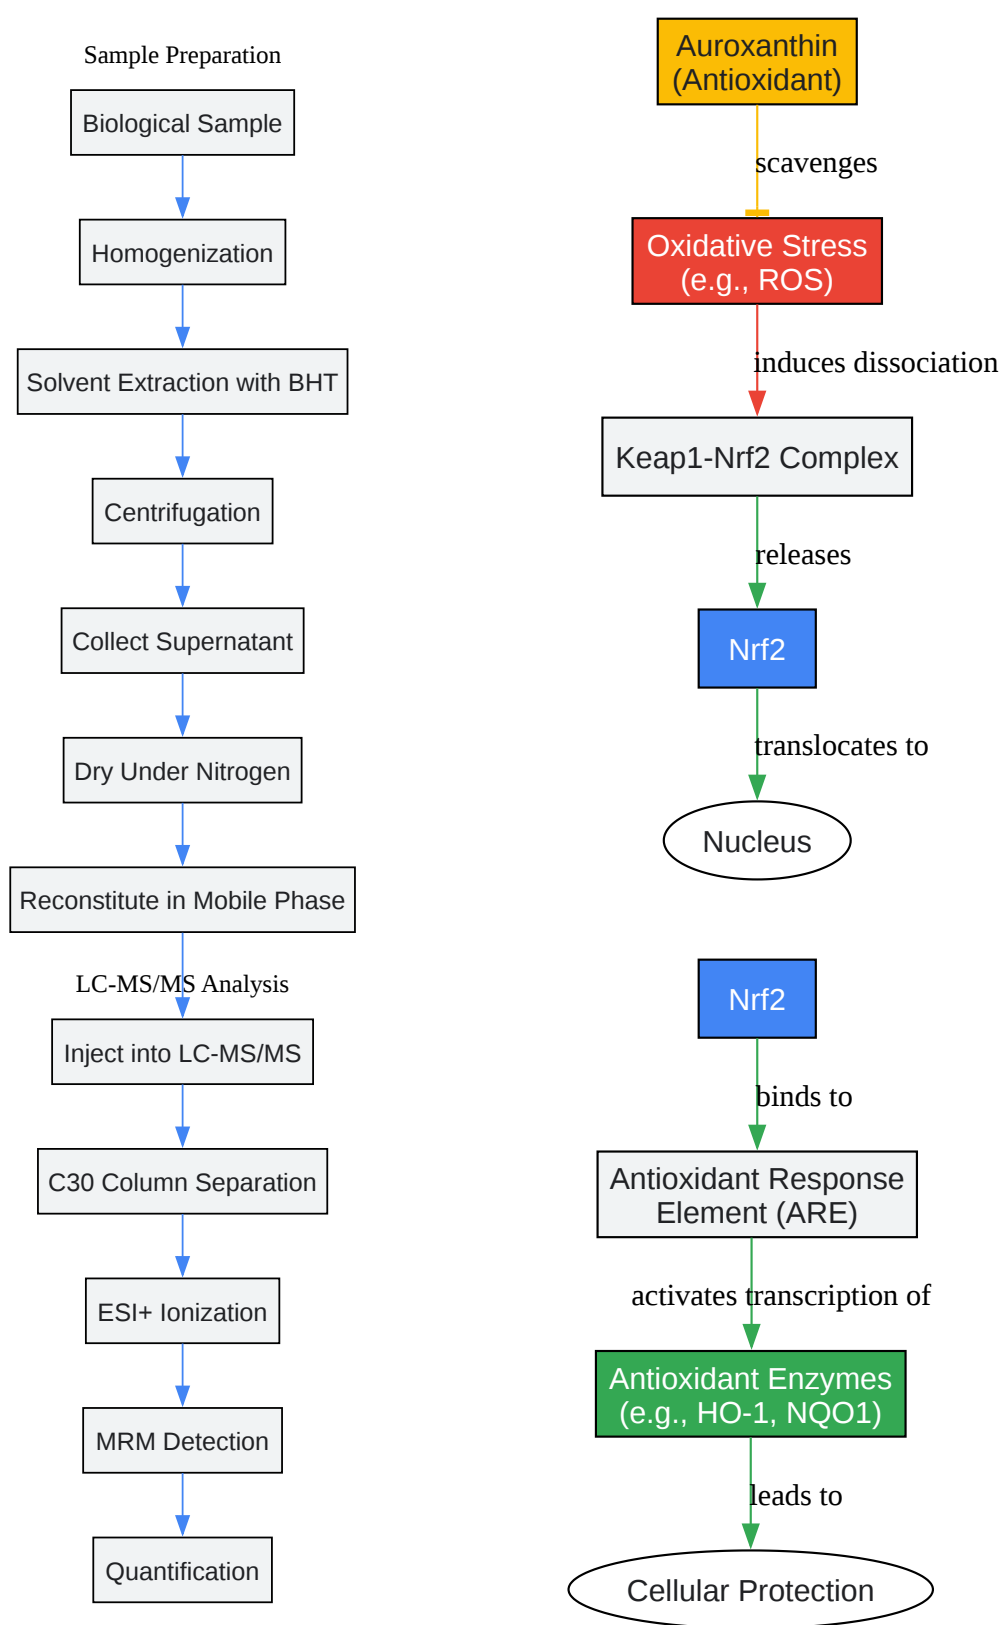 Sample Preparation
Biological Sample
Homogenization
Solvent Extraction with BHT
Centrifugation
Collect Supernatant
Dry Under Nitrogen
Reconstitute in Mobile Phase
LC-MS/MS Analysis
Inject into LC-MS/MS
C30 Column Separation
ESI+ Ionization
MRM Detection
Quantification
Auroxanthin
(Antioxidant)
scavenges
Oxidative Stress
(e.g., ROS)
induces dissociation
Keap1-Nrf2 Complex
releases
Nrf2
translocates to
Nucleus
Nrf2
binds to
Antioxidant Response
Element (ARE)
activates transcription of
Antioxidant Enzymes
(e.g., HO-1, NQO1)
leads to
Cellular Protection